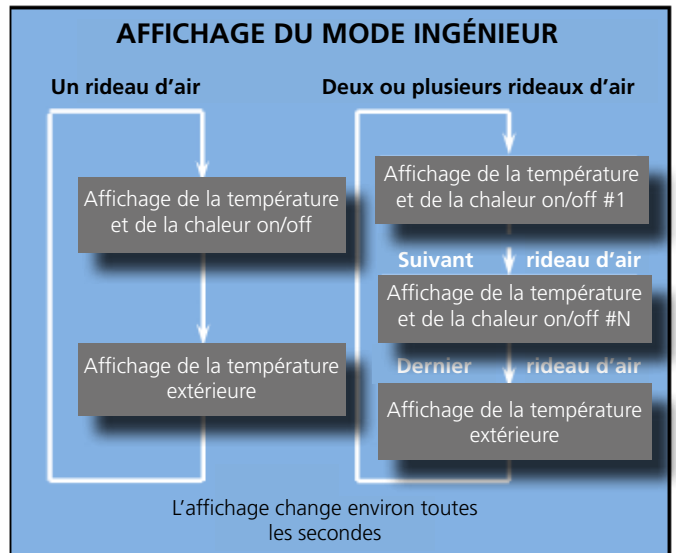 AFFICHAGE DU MODE INGÉNIEUR
Un rideau d’air
Affichage de la température
et de la chaleur on/off
Affichage de la température
extérieure
Deux ou plusieurs rideaux d’air
Affichage de la température
et de la chaleur on/off #1
Suivant rideau d’air
Affichage de la température
et de la chaleur on/off #N
Dernier rideau d’air
Affichage de la température
extérieure
L’affichage change environ toutes
les secondes